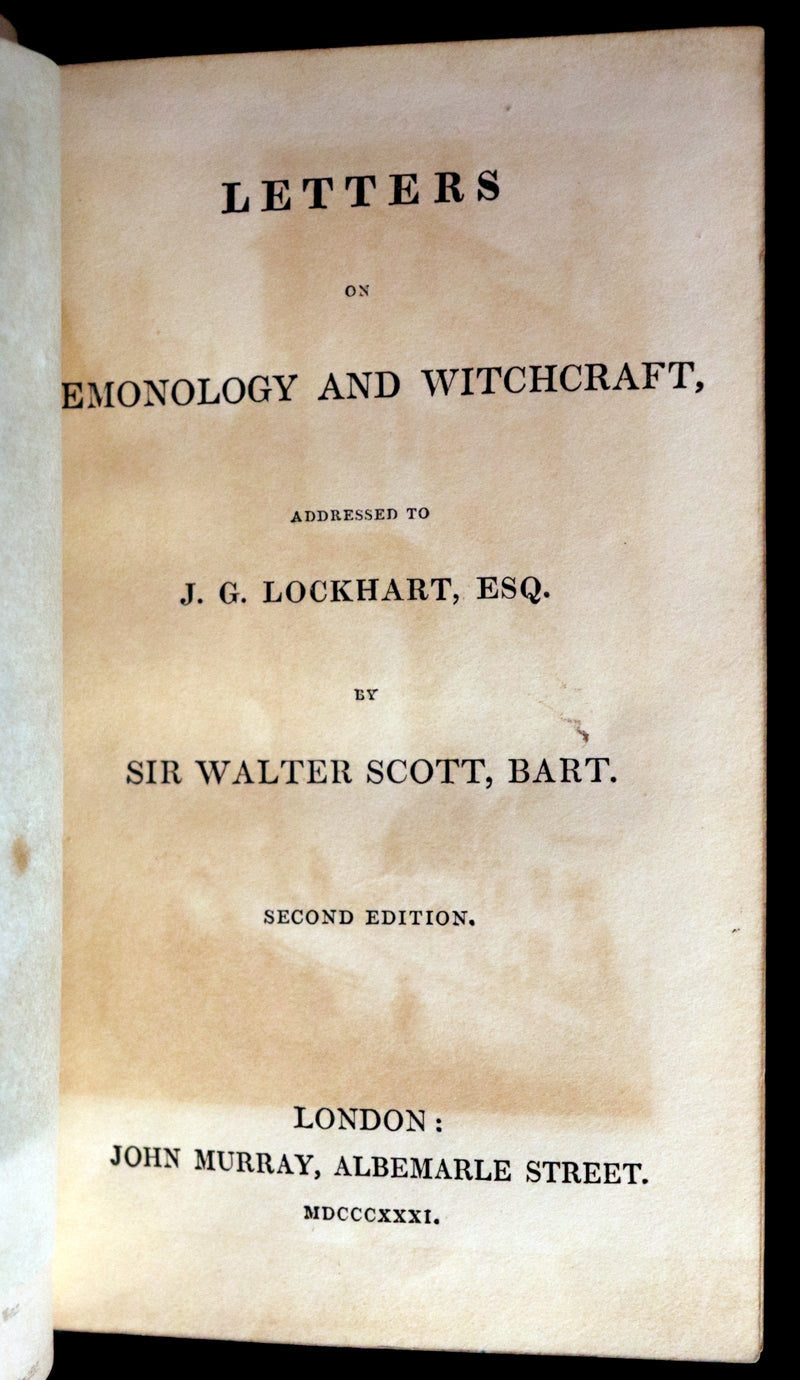 LETTERS
ON
EMONOLOGY AND WITCHCRAFT,
ADDRESSED TO
J. G. LOCKHART, ESQ.
BY
SIR WALTER SCOTT, BART.
SECOND EDITION.
LONDON:
JOHN MURRAY, ALBEMARLE STREET.
MDCCCXXXI.